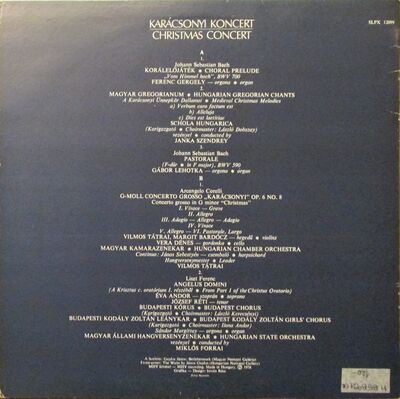 KARÁCSONYI KONCERT
CHRISTMAS CONCERT
SLPX
A
1.
Johann Sebastian Bach
KORÁLELŐJÁTÉK ● CHORAL PRELUDE
„Vom Himmel hoch”, BWV 700
FERENC GERGELY — orgona ● organ
2.
MAGYAR GREGORIÁNUM ● HUNGARIAN GREGORIAN CHANTS
A Karácsonyi Ünnepkör Dallamai ● Medieval Christmas Melodies
a) Verbum caro factum est
b) Alleluja
c) Dies est laetitiae
SCHOLA HUNGARICA
(Karigazgató ● Choirmaster: László Dobszay)
vezényel ● conducted by
JANKA SZENDREY
3.
Johann Sebastian Bach
PASTORALE
(F-dúr ● in F major), BWV 590
GÁBOR LEHOTKA — orgona ● organ
B
1.
Arcangelo Corelli
G-MOLL CONCERTO GROSSO „KARÁCSONYI” OP. 6 NO. 8
Concerto grosso in G minor “Christmas”
I. Vivace — Grave
II. Allegro
III. Adagio — Allegro — Adagio
IV. Vivace
V. Allegro — VI. Pastorale, Largo
VILMOS TÁTRAI, MARGIT BARDÓCZ — hegedű ● violins
VERA DÉNES — gordonka ● cello
MAGYAR KAMARAZENEKAR ● HUNGARIAN CHAMBER ORCHESTRA
Continuo: János Sebestyén — csembaló ● harpsichord
Hangversenymester ● Leader
VILMOS TÁTRAI
2.
Liszt Ferenc
ANGELUS DOMINI
(A Krisztus c. oratórium I. részéből ● From Part I of the Christus Oratorio)
ÉVA ANDOR — szoprán ● soprano
JÓZSEF RÉTI — tenor
BUDAPESTI KÓRUS ● BUDAPEST CHORUS
(Karigazgató ● Choirmaster: László Kerecsényi)
BUDAPESTI KODÁLY ZOLTÁN LEÁNYKAR ● BUDAPEST KODÁLY ZOLTÁN GIRLS’ CHORUS
(Karigazgató ● Choirmaster: Ilona Andor)
Sándor Margittay — orgona ● organ
MAGYAR ÁLLAMI HANGVERSENYZENEKAR ● HUNGARIAN STATE ORCHESTRA
vezényel ● conducted by
MIKLÓS FORRAI